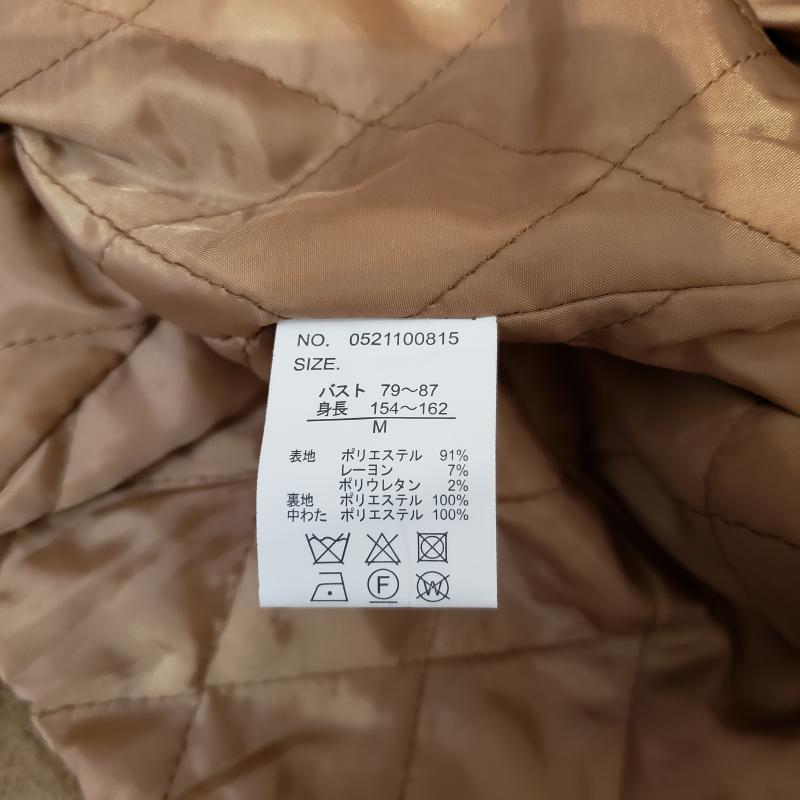 NO. 0521100815
SIZE.
バスト 79～87
身長 154～162
M
表地 ポリエステル 91%
レーヨン 7%
ポリウレタン 2%
裏地 ポリエステル 100%
中わた ポリエステル 100%
F W